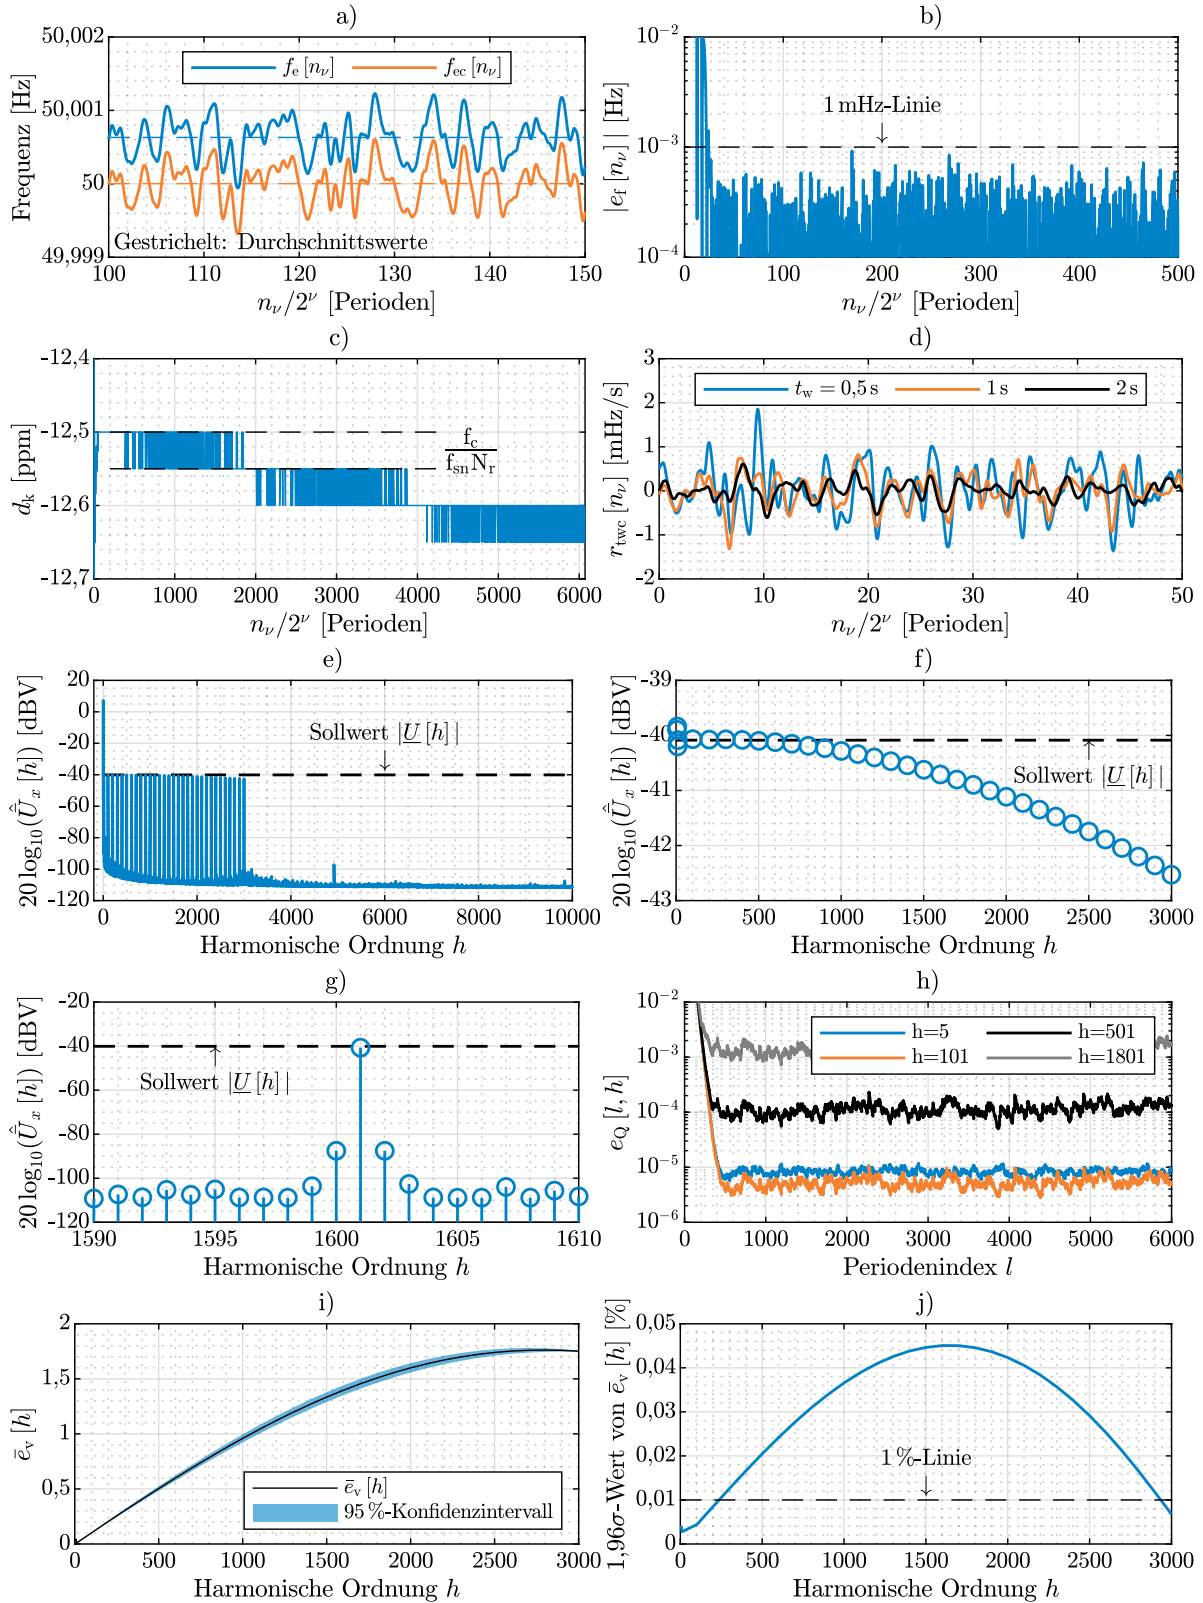 a)
50,002
50,001
50
49,999
Frequenz [Hz]
f_e [n_ν]
f_ec [n_ν]
Gestrichelt: Durchschnittswerte
100 110 120 130 140 150
n_ν/2^ν [Perioden]
b)
10^-2
10^-3
10^-4
|e_f [n_ν]| [Hz]
1 mHz-Linie
0 100 200 300 400 500
n_ν/2^ν [Perioden]
c)
-12,4
-12,5
-12,6
-12,7
d_k [ppm]
f_c
f_sn N_r
0 1000 2000 3000 4000 5000 6000
n_ν/2^ν [Perioden]
d)
3
2
1
0
-1
-2
r_twc [n_ν] [mHz/s]
t_w = 0,5 s 1 s 2 s
0 10 20 30 40 50
n_ν/2^ν [Perioden]
e)
20
0
-20
-40
-60
-80
-100
-120
20 log_10(Û̄_x [h]) [dBV]
Sollwert |U [h]|
0 2000 4000 6000 8000 10000
Harmonische Ordnung h
f)
-39
-40
-41
-42
-43
20 log_10(Û̄_x [h]) [dBV]
Sollwert |U [h]|
0 500 1000 1500 2000 2500 3000
Harmonische Ordnung h
g)
-20
-40
-60
-80
-100
-120
20 log_10(Û̄_x [h]) [dBV]
Sollwert |U [h]|
1590 1595 1600 1605 1610
Harmonische Ordnung h
h)
10^-2
10^-3
10^-4
10^-5
10^-6
e_Q [l, h]
h=5 h=501
h=101 h=1801
0 1000 2000 3000 4000 5000 6000
Periodenindex l
i)
2
1,5
1
0,5
0
ē_v [h]
ē_v [h]
95 %-Konfidenzintervall
0 500 1000 1500 2000 2500 3000
Harmonische Ordnung h
j)
0,05
0,04
0,03
0,02
0,01
0
1,96σ-Wert von ē_v [h] [%]
1 %-Linie
0 500 1000 1500 2000 2500 3000
Harmonische Ordnung h